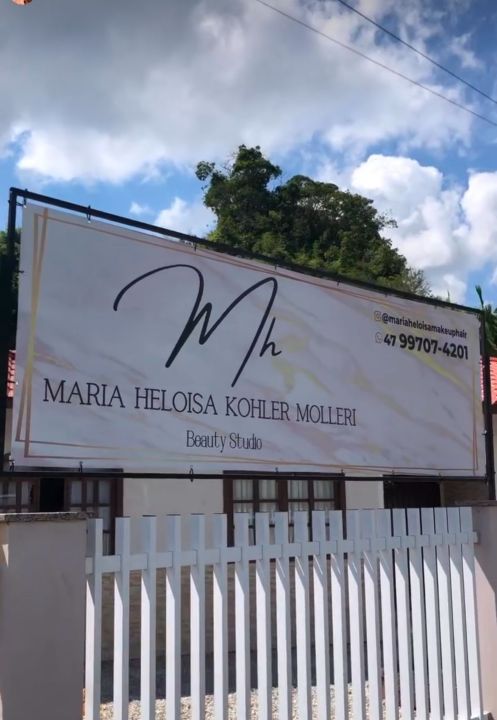 Mh
@mariaheloisamakeuphair
47 99707-4201
MARIA HELOISA KOHLER MOLLERI
Beauty Studio